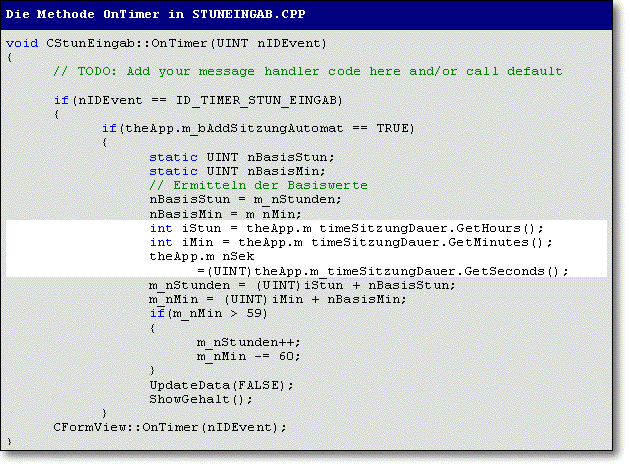 Die Methode OnTimer in STUNEINGAB.CPP
void CStunEingab::OnTimer(UINT nIDEvent)
{
// TODO: Add your message handler code here and/or call default
if(nIDEvent == ID_TIMER_STUN_EINGAB)
{
if(theApp.m_bAddSitzungAutomat == TRUE)
{
static UINT nBasisStun;
static UINT nBasisMin;
// Ermitteln der Basiswerte
nBasisStun = m_nStunden;
nBasisMin = m_nMin;
int iStun = theApp.m_timeSitzungDauer.GetHours();
int iMin = theApp.m_timeSitzungDauer.GetMinutes();
theApp.m_nSek
=(UINT)theApp.m_timeSitzungDauer.GetSeconds();
m_nStunden = (UINT)iStun + nBasisStun;
m_nMin = (UINT)iMin + nBasisMin;
if(m_nMin > 59)
{
m_nStunden++;
m_nMin -= 60;
}
UpdateData(FALSE);
ShowGehalt();
}
CFormView::OnTimer(nIDEvent);
}